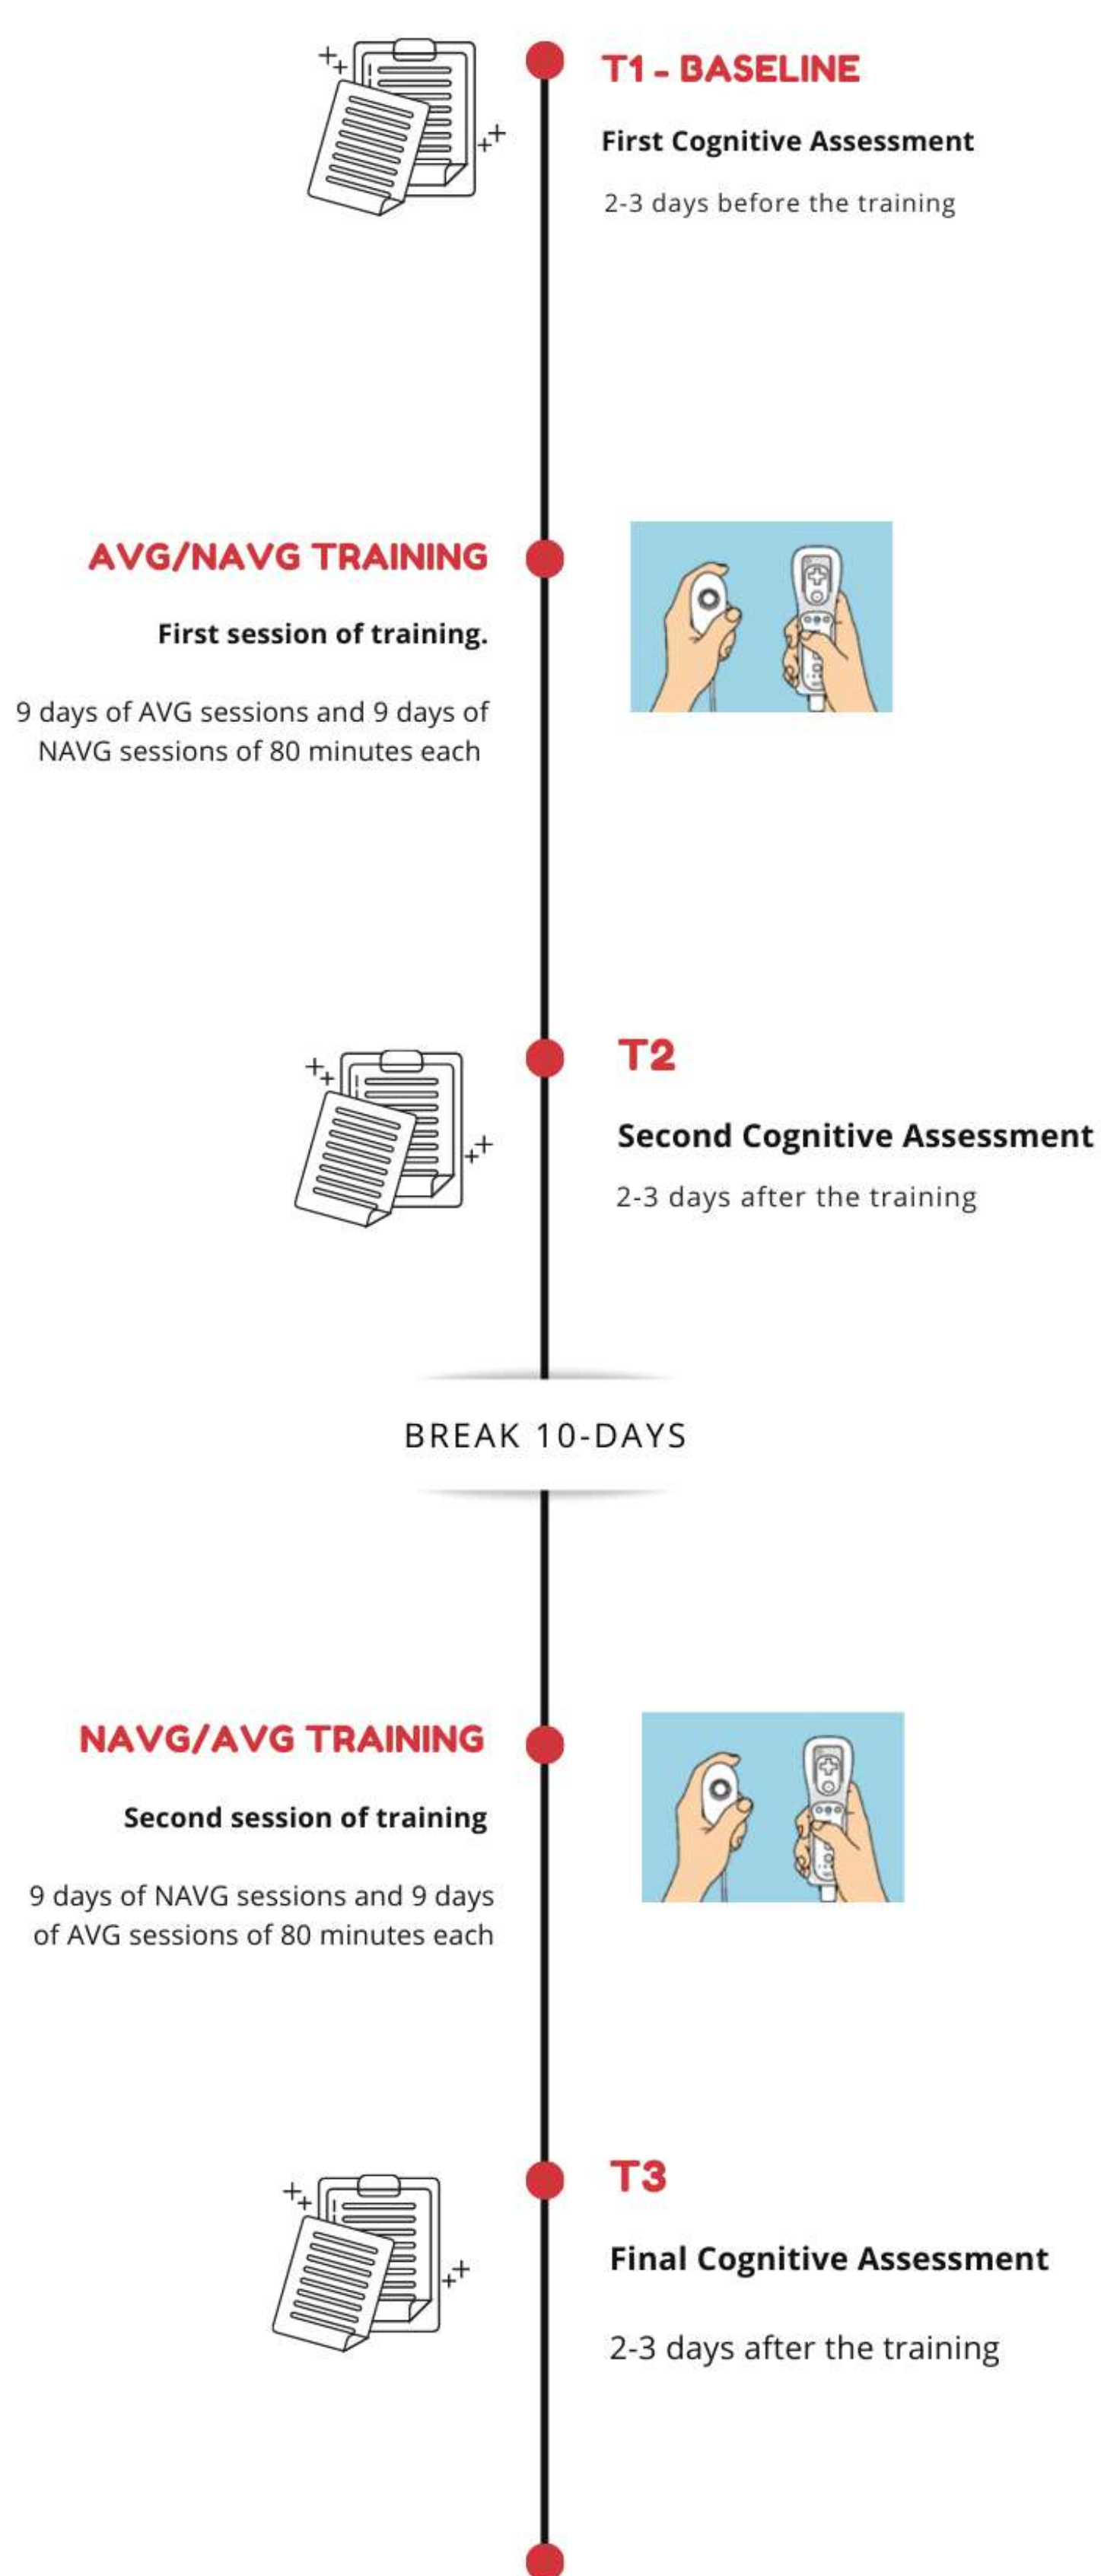 T1 - BASELINE
First Cognitive Assessment
2-3 days before the training
AVG/NAVG TRAINING
First session of training.
9 days of AVG sessions and 9 days of
NAVG sessions of 80 minutes each
T2
Second Cognitive Assessment
2-3 days after the training
BREAK 10-DAYS
NAVG/AVG TRAINING
Second session of training
9 days of NAVG sessions and 9 days
of AVG sessions of 80 minutes each
T3
Final Cognitive Assessment
2-3 days after the training